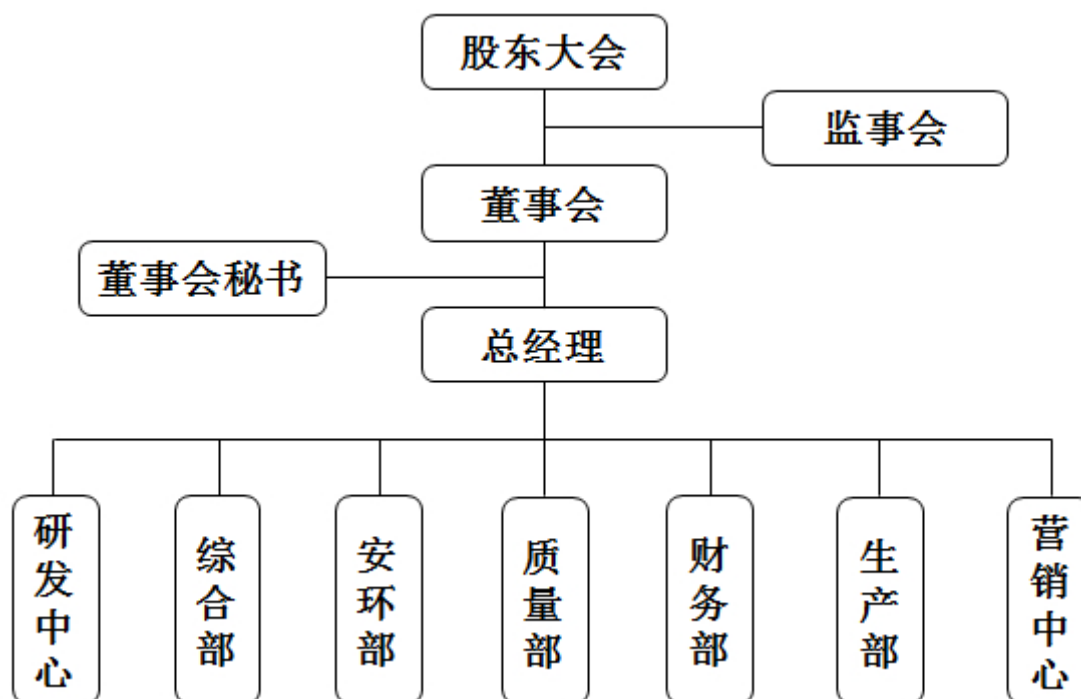 股东大会
监事会
董事会
董事会秘书
总经理
研发中心
综合部
安环部
质量部
财务部
生产部
营销中心